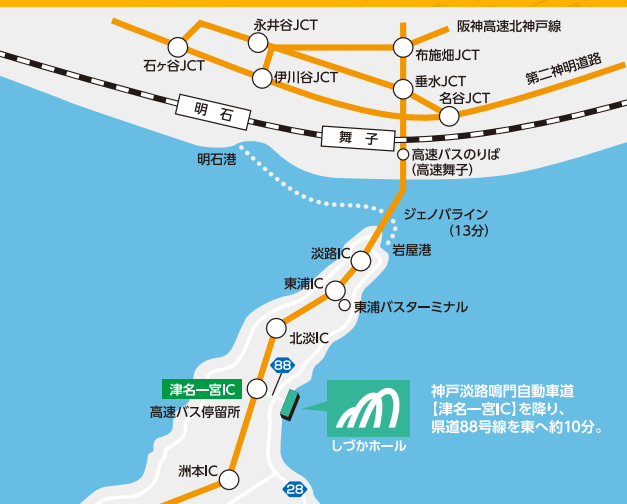 永井谷JCT
阪神高速北神戸線
石ヶ谷JCT
布施畑JCT
伊川谷JCT
垂水JCT
第二神明道路
名谷JCT
明石
舞子
明石港
高速バスのりば
(高速舞子)
ジェノバライン
(13分)
岩屋港
淡路IC
東浦IC
東浦バスターミナル
北淡IC
88
津名一宮IC
高速バス停留所
しづかホール
神戸淡路鳴門自動車道
【津名一宮IC】を降り、
県道88号線を東へ約10分。
洲本IC
28